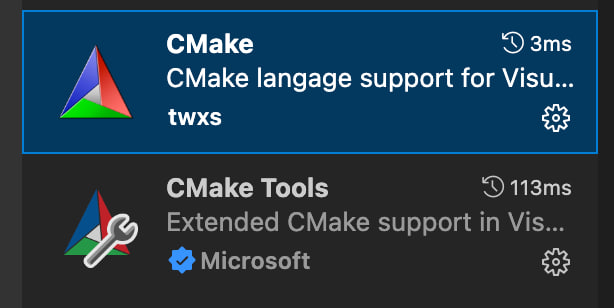 CMake 3ms
CMake langage support for Visu...
twxs
CMake Tools 113ms
Extended CMake support in Vis...
Microsoft